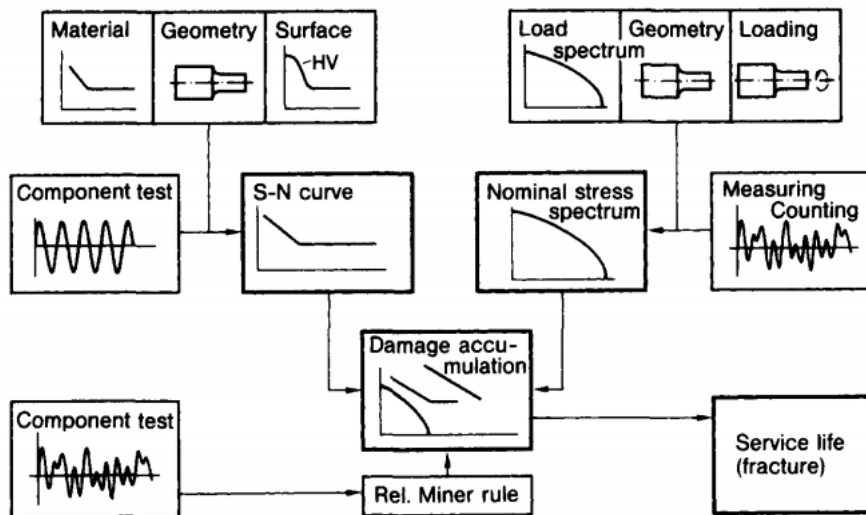 Material
Geometry
Surface
HV
Load
spectrum
Geometry
Loading
Component test
S-N curve
Nominal stress
spectrum
Measuring
Counting
Damage accu-
mulation
Component test
Rel. Miner rule
Service life
(fracture)